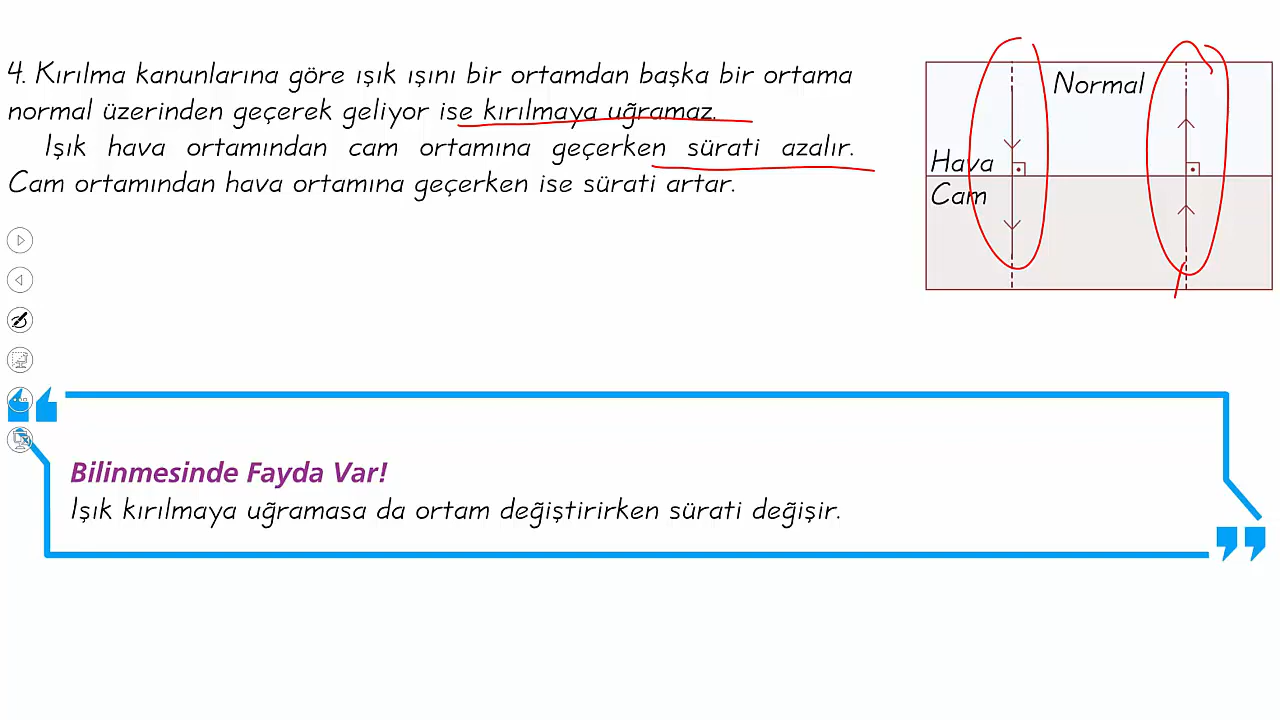 4. Kırılma kanunlarına göre ışık ışını bir ortamdan başka bir ortama
normal üzerinden geçerek geliyor ise kırılmaya uğramaz.
Işık hava ortamından cam ortamına geçerken sürati azalır.
Cam ortamından hava ortamına geçerken ise sürati artar.
Normal
Hava
Cam
Bilinmesinde Fayda Var!
Işık kırılmaya uğramasa da ortam değiştirirken sürati değişir.